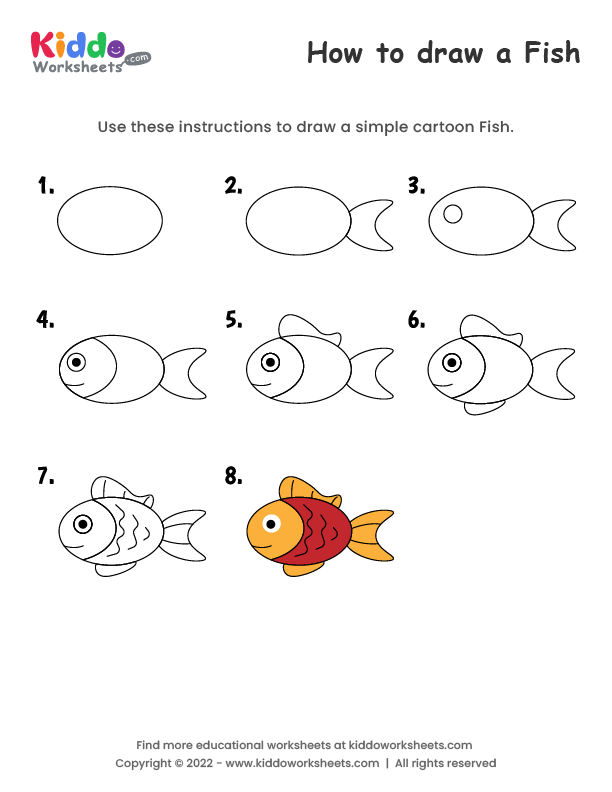 Kiddo
Worksheets.com
How to draw a Fish
Use these instructions to draw a simple cartoon Fish.
1. 2. 3.
4. 5. 6.
7. 8.
Find more educational worksheets at kiddoworksheets.com
Copyright © 2022 - www.kiddoworksheets.com | All rights reserved